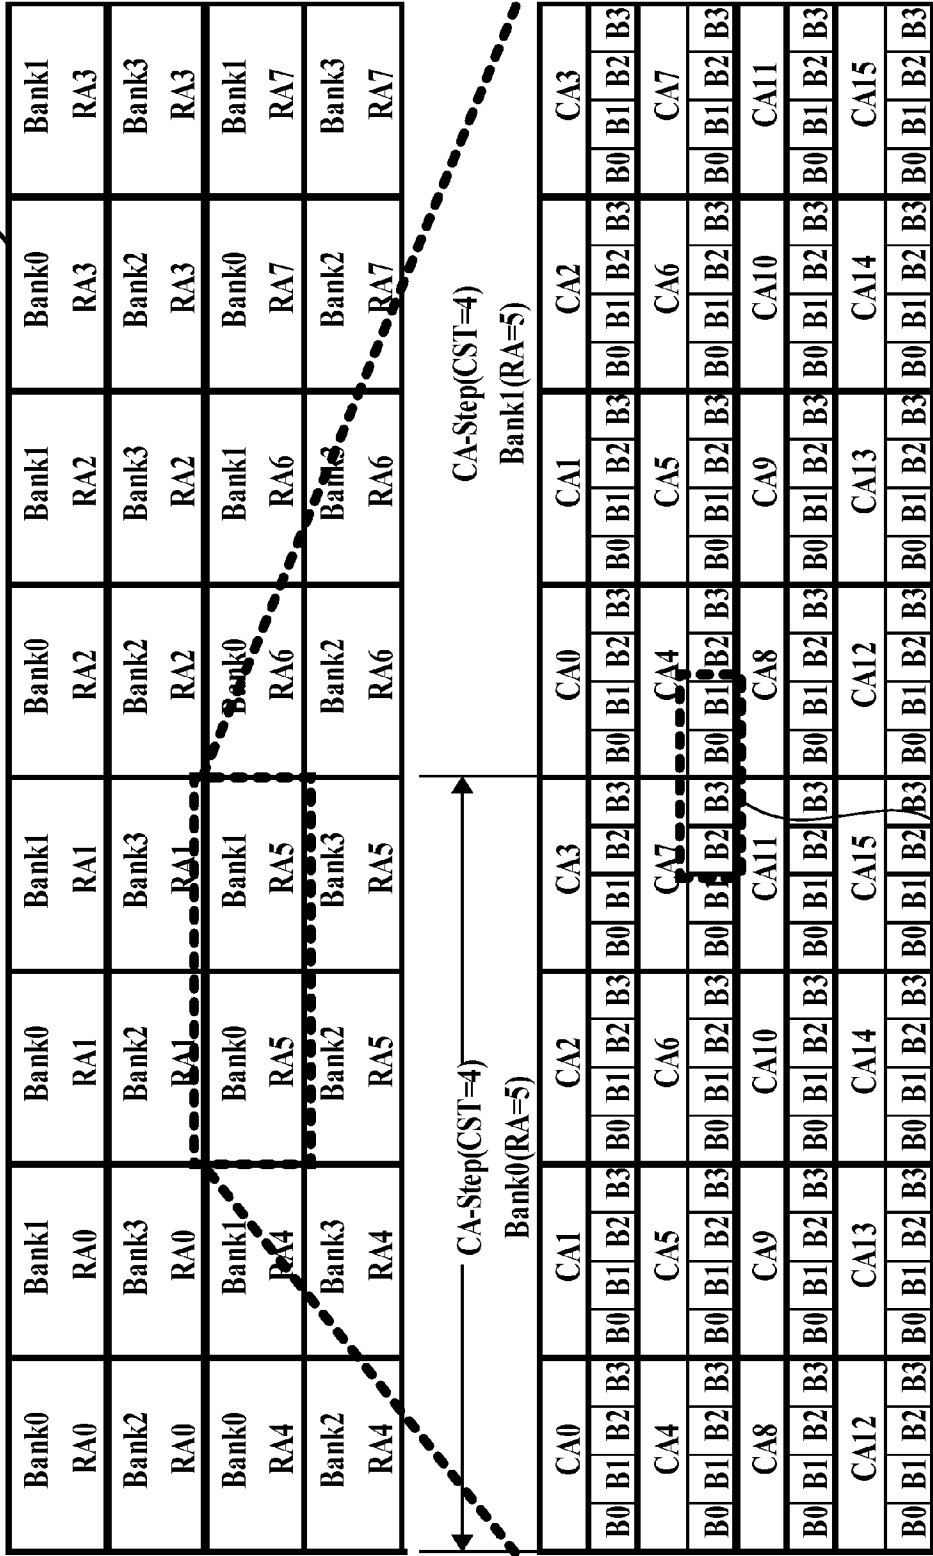 Bank0 Bank1 Bank0 Bank1 Bank0 Bank1 Bank0 Bank1
RA0 RA0 RA1 RA1 RA2 RA2 RA3 RA3
Bank2 Bank3 Bank2 Bank3 Bank2 Bank3 Bank2 Bank3
RA0 RA0 RA1 RA1 RA2 RA2 RA3 RA3
Bank0 Bank1 Bank0 Bank1 Bank0 Bank1 Bank0 Bank1
RA4 RA4 RA5 RA5 RA6 RA6 RA7 RA7
Bank2 Bank3 Bank2 Bank3 Bank2 Bank3 Bank2 Bank3
RA4 RA4 RA5 RA5 RA6 RA6 RA7 RA7
CA-Step(CST=4) CA-Step(CST=4)
Bank0(RA=5) Bank1(RA=5)
CA0 CA1 CA2 CA3 CA0 CA1 CA2 CA3
B0 B1 B2 B3 B0 B1 B2 B3 B0 B1 B2 B3 B0 B1 B2 B3 B0 B1 B2 B3 B0 B1 B2 B3 B0 B1 B2 B3 B0 B1 B2 B3
CA4 CA5 CA6 CA7 CA4 CA5 CA6 CA7
B0 B1 B2 B3 B0 B1 B2 B3 B0 B1 B2 B3 B0 B1 B2 B3 B0 B1 B2 B3 B0 B1 B2 B3 B0 B1 B2 B3 B0 B1 B2 B3
CA8 CA9 CA10 CA11 CA8 CA9 CA10 CA11
B0 B1 B2 B3 B0 B1 B2 B3 B0 B1 B2 B3 B0 B1 B2 B3 B0 B1 B2 B3 B0 B1 B2 B3 B0 B1 B2 B3 B0 B1 B2 B3
CA12 CA13 CA14 CA15 CA12 CA13 CA14 CA15
B0 B1 B2 B3 B0 B1 B2 B3 B0 B1 B2 B3 B0 B1 B2 B3 B0 B1 B2 B3 B0 B1 B2 B3 B0 B1 B2 B3 B0 B1 B2 B3